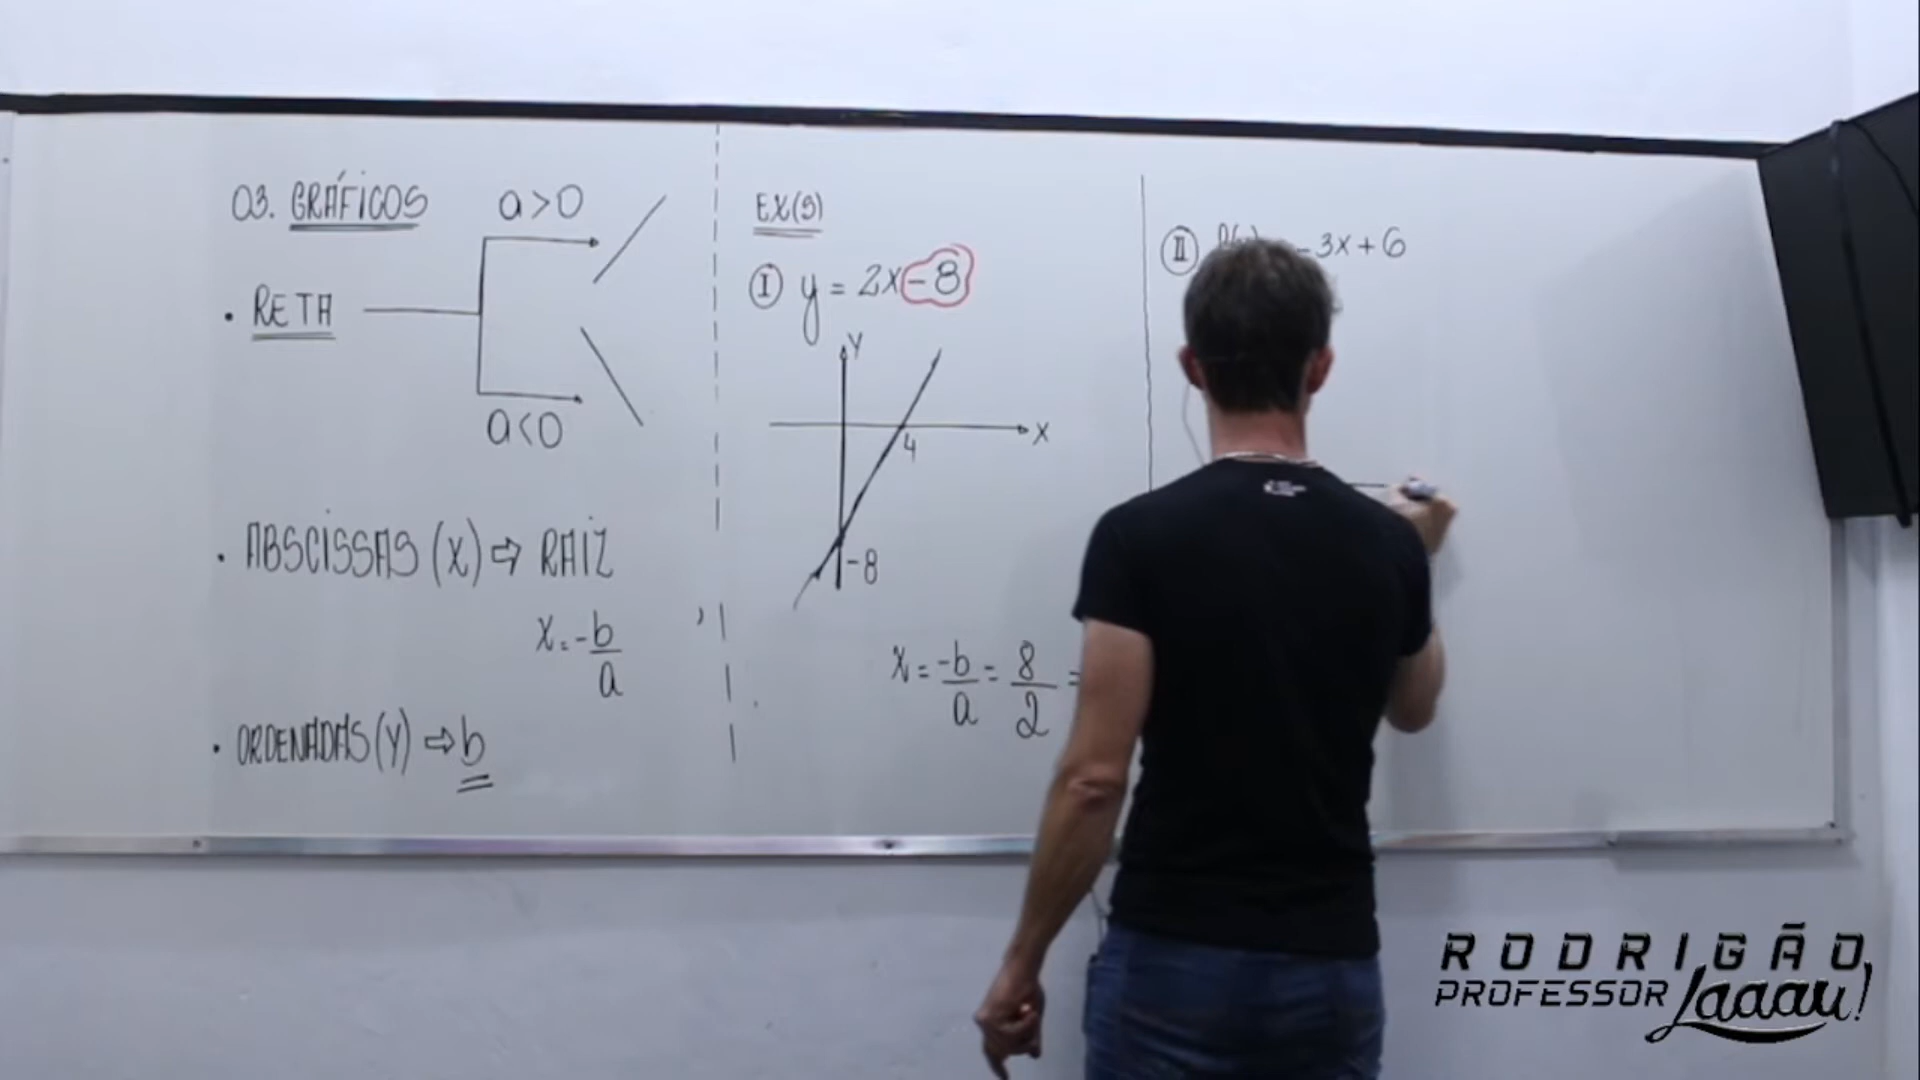 03. GRÁFICOS
a>0
• RETA
a<0
• ABSCISSAS (X) ⇨ RAIZ
x = -b/a
• ORDENADAS (Y) ⇨ b
EX(S)
Ⅰ y = 2x - 8
Y
X
4
-8
x = -b/a = 8/2 =
Ⅱ - 3x + 6
RODRIGÃO
PROFESSOR Laaau!